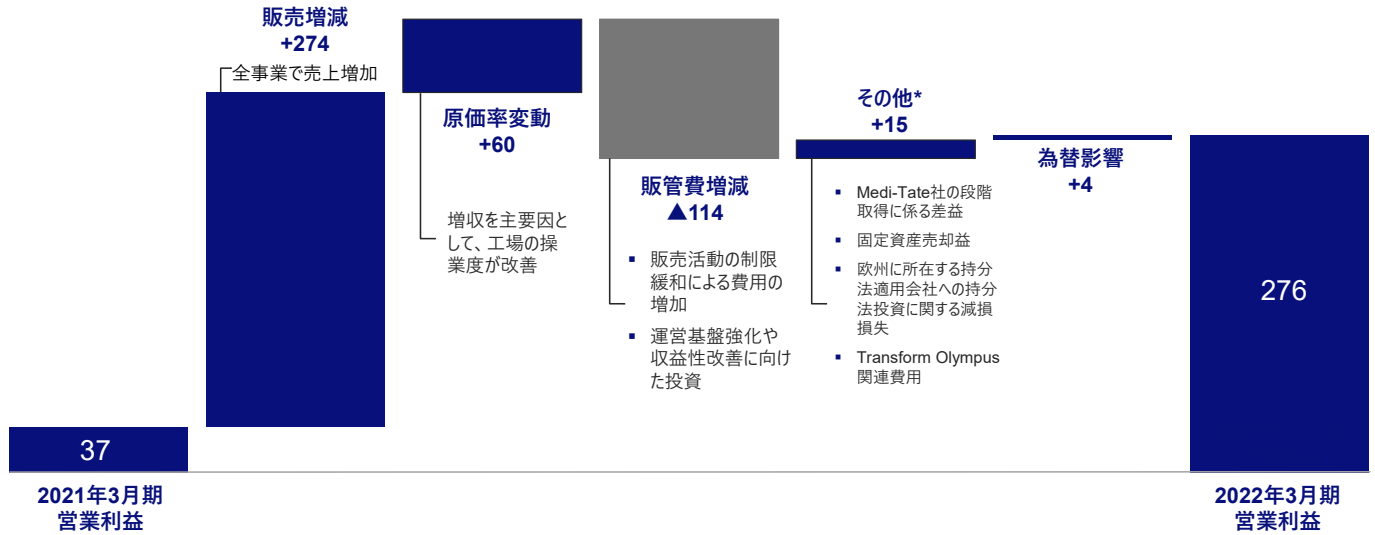 販売増減
+274
全事業で売上増加
原価率変動
+60
増収を主要因と
して、工場の操
業度が改善
販管費増減
▲114
▪ 販売活動の制限
緩和による費用の
増加
▪ 運営基盤強化や
収益性改善に向け
た投資
その他*
+15
▪ Medi-Tate社の段階
取得に係る差益
▪ 固定資産売却益
▪ 欧州に所在する持分
法適用会社への持分
法投資に関する減損
損失
▪ Transform Olympus
関連費用
為替影響
+4
37
2021年3月期
営業利益
276
2022年3月期
営業利益